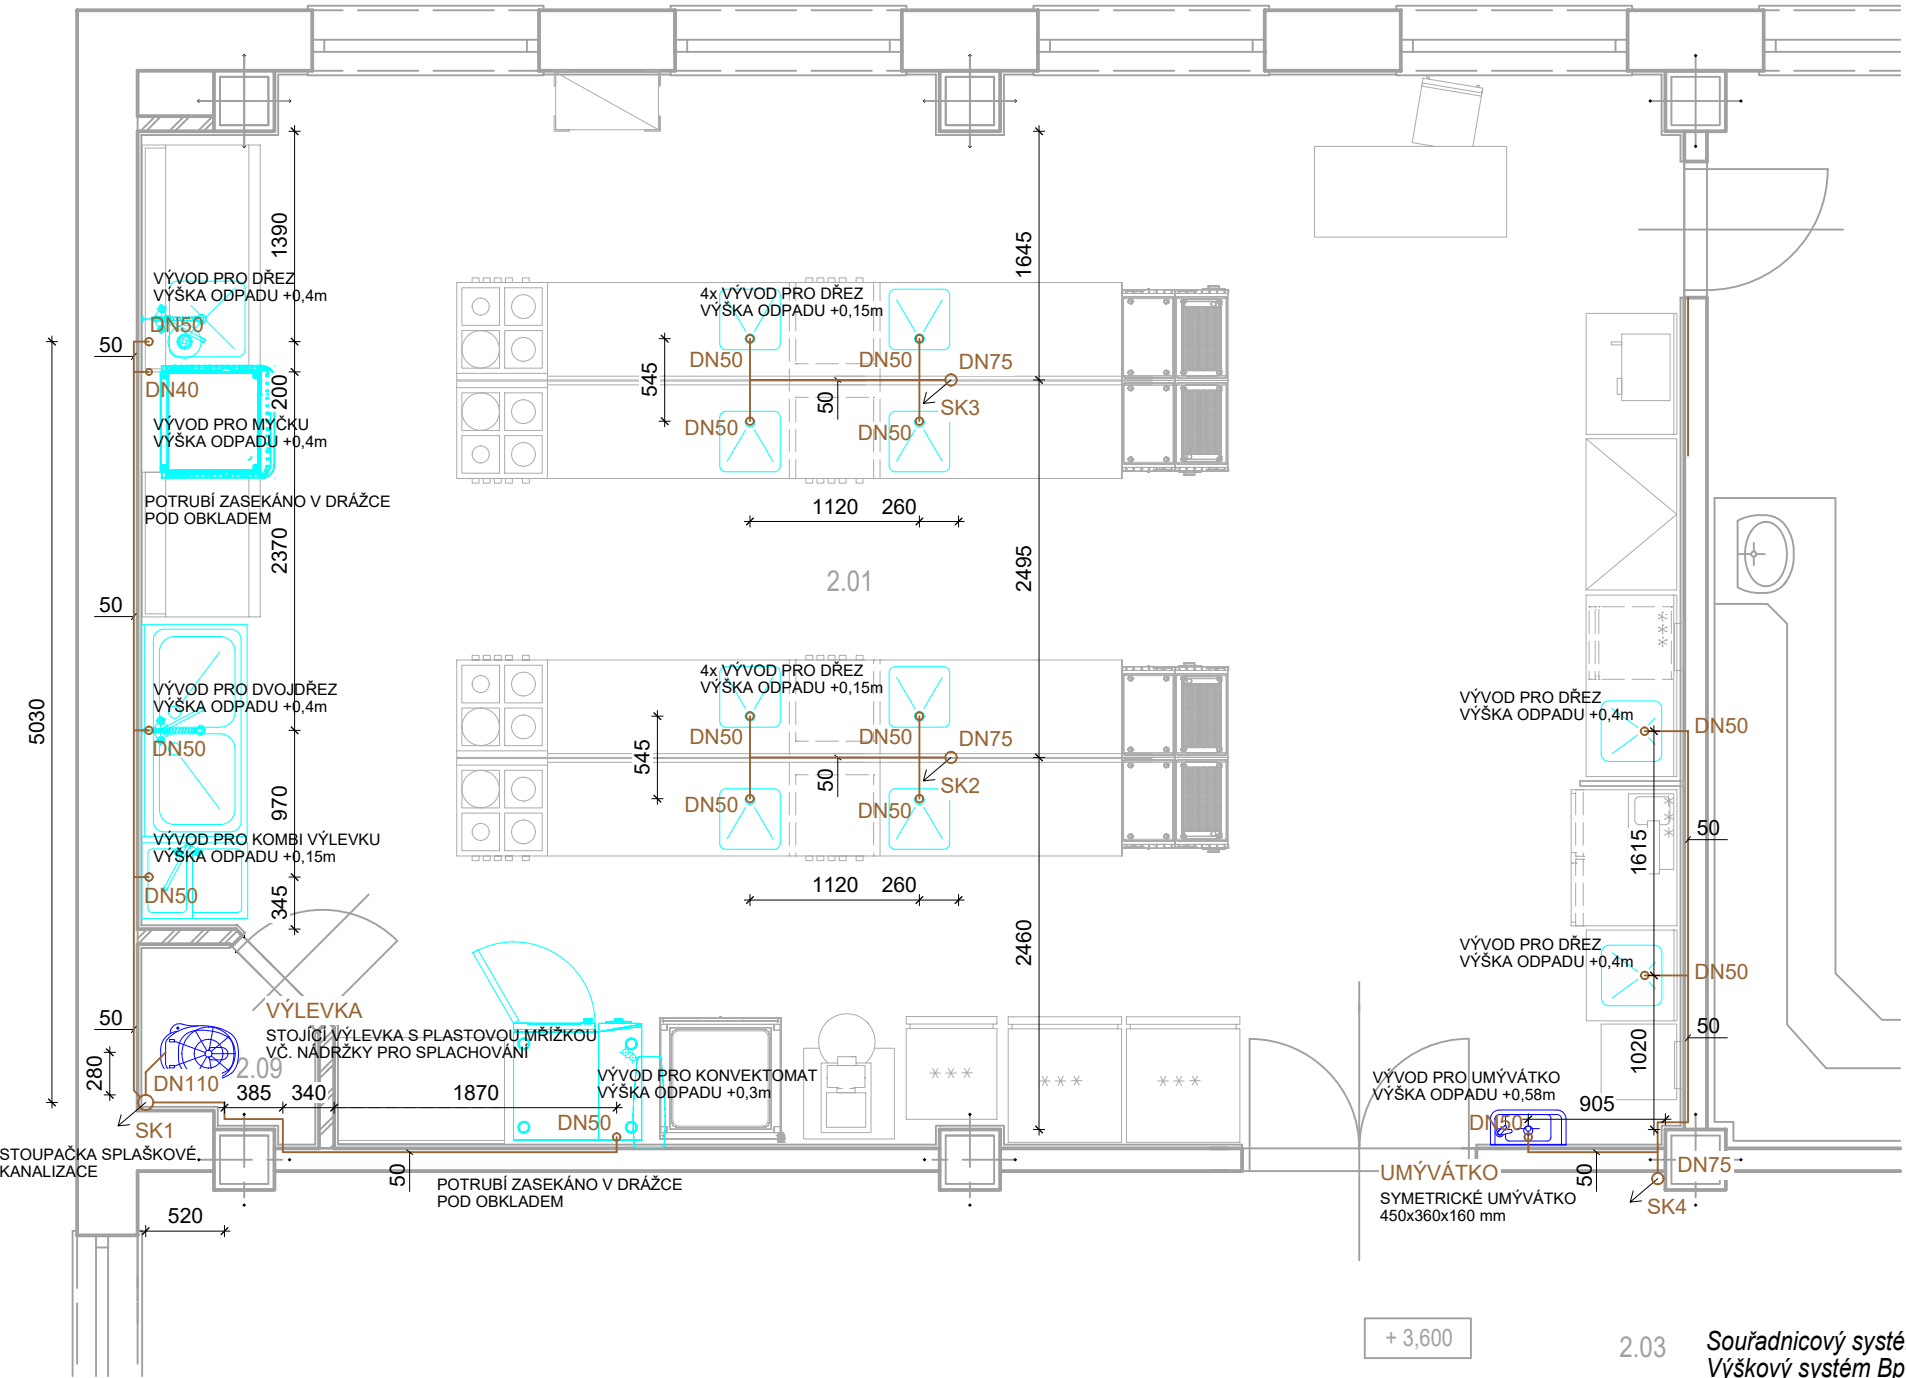 1390
1645
VÝVOD PRO DŘEZ
VÝŠKA ODPADU +0,4m
DN50
50
DN40
200
VÝVOD PRO MYČKU
VÝŠKA ODPADU +0,4m
POTRUBÍ ZASEKÁNO V DRÁŽCE
POD OBKLADEM
2370
4x VÝVOD PRO DŘEZ
VÝŠKA ODPADU +0,15m
DN50
DN50
DN75
545
50
SK3
DN50
DN50
1120
260
2.01
2495
50
5030
VÝVOD PRO DVOJDŘEZ
VÝŠKA ODPADU +0,4m
DN50
970
4x VÝVOD PRO DŘEZ
VÝŠKA ODPADU +0,15m
DN50
DN50
DN75
545
50
SK2
DN50
DN50
1120
260
VÝVOD PRO DŘEZ
VÝŠKA ODPADU +0,4m
DN50
50
1615
VÝVOD PRO KOMBI VÝLEVKU
VÝŠKA ODPADU +0,15m
DN50
345
2460
VÝVOD PRO DŘEZ
VÝŠKA ODPADU +0,4m
DN50
50
1020
50
VÝLEVKA
STOJÍCÍ VÝLEVKA S PLASTOVOU MŘÍŽKOU
VČ. NÁDRŽKY PRO SPLACHOVÁNÍ
2.09
280
DN110
385
340
1870
VÝVOD PRO KONVEKTOMAT
VÝŠKA ODPADU +0,3m
DN50
SK1
STOUPAČKA SPLAŠKOVÉ
KANALIZACE
50
POTRUBÍ ZASEKÁNO V DRÁŽCE
POD OBKLADEM
520
VÝVOD PRO UMÝVÁTKO
VÝŠKA ODPADU +0,58m
905
DN50
50
DN75
UMÝVÁTKO
SYMETRICKÉ UMÝVÁTKO
450x360x160 mm
SK4
+ 3,600
2.03
Souřadnicový systé
Výškový systém Bp